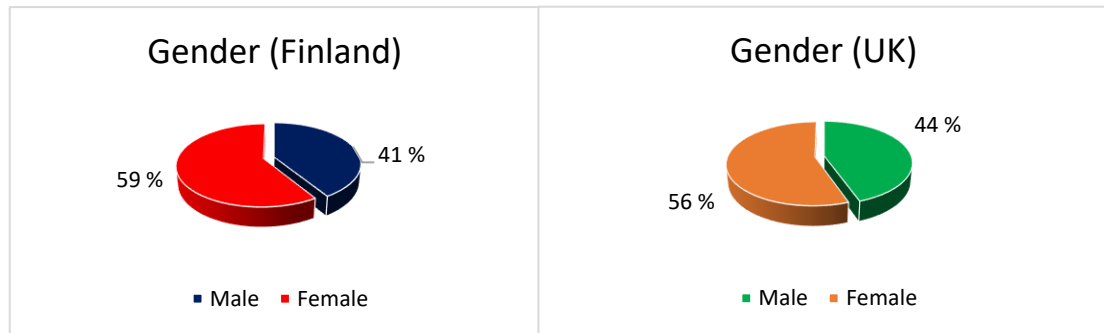 Gender (Finland)
41 %
59 %
Male Female
Gender (UK)
44 %
56 %
Male Female